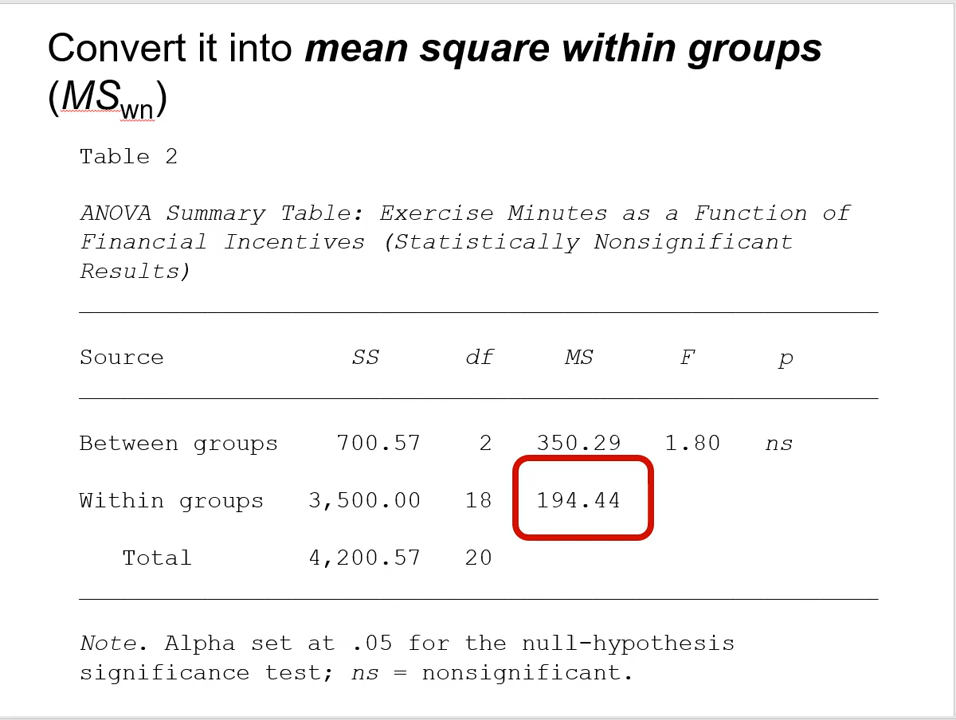 Convert it into mean square within groups
(MSwn)
Table 2
ANOVA Summary Table: Exercise Minutes as a Function of
Financial Incentives (Statistically Nonsignificant
Results)
Source SS df MS F p
Between groups 700.57 2 350.29 1.80 ns
Within groups 3,500.00 18 194.44
Total 4,200.57 20
Note. Alpha set at .05 for the null-hypothesis
significance test; ns = nonsignificant.